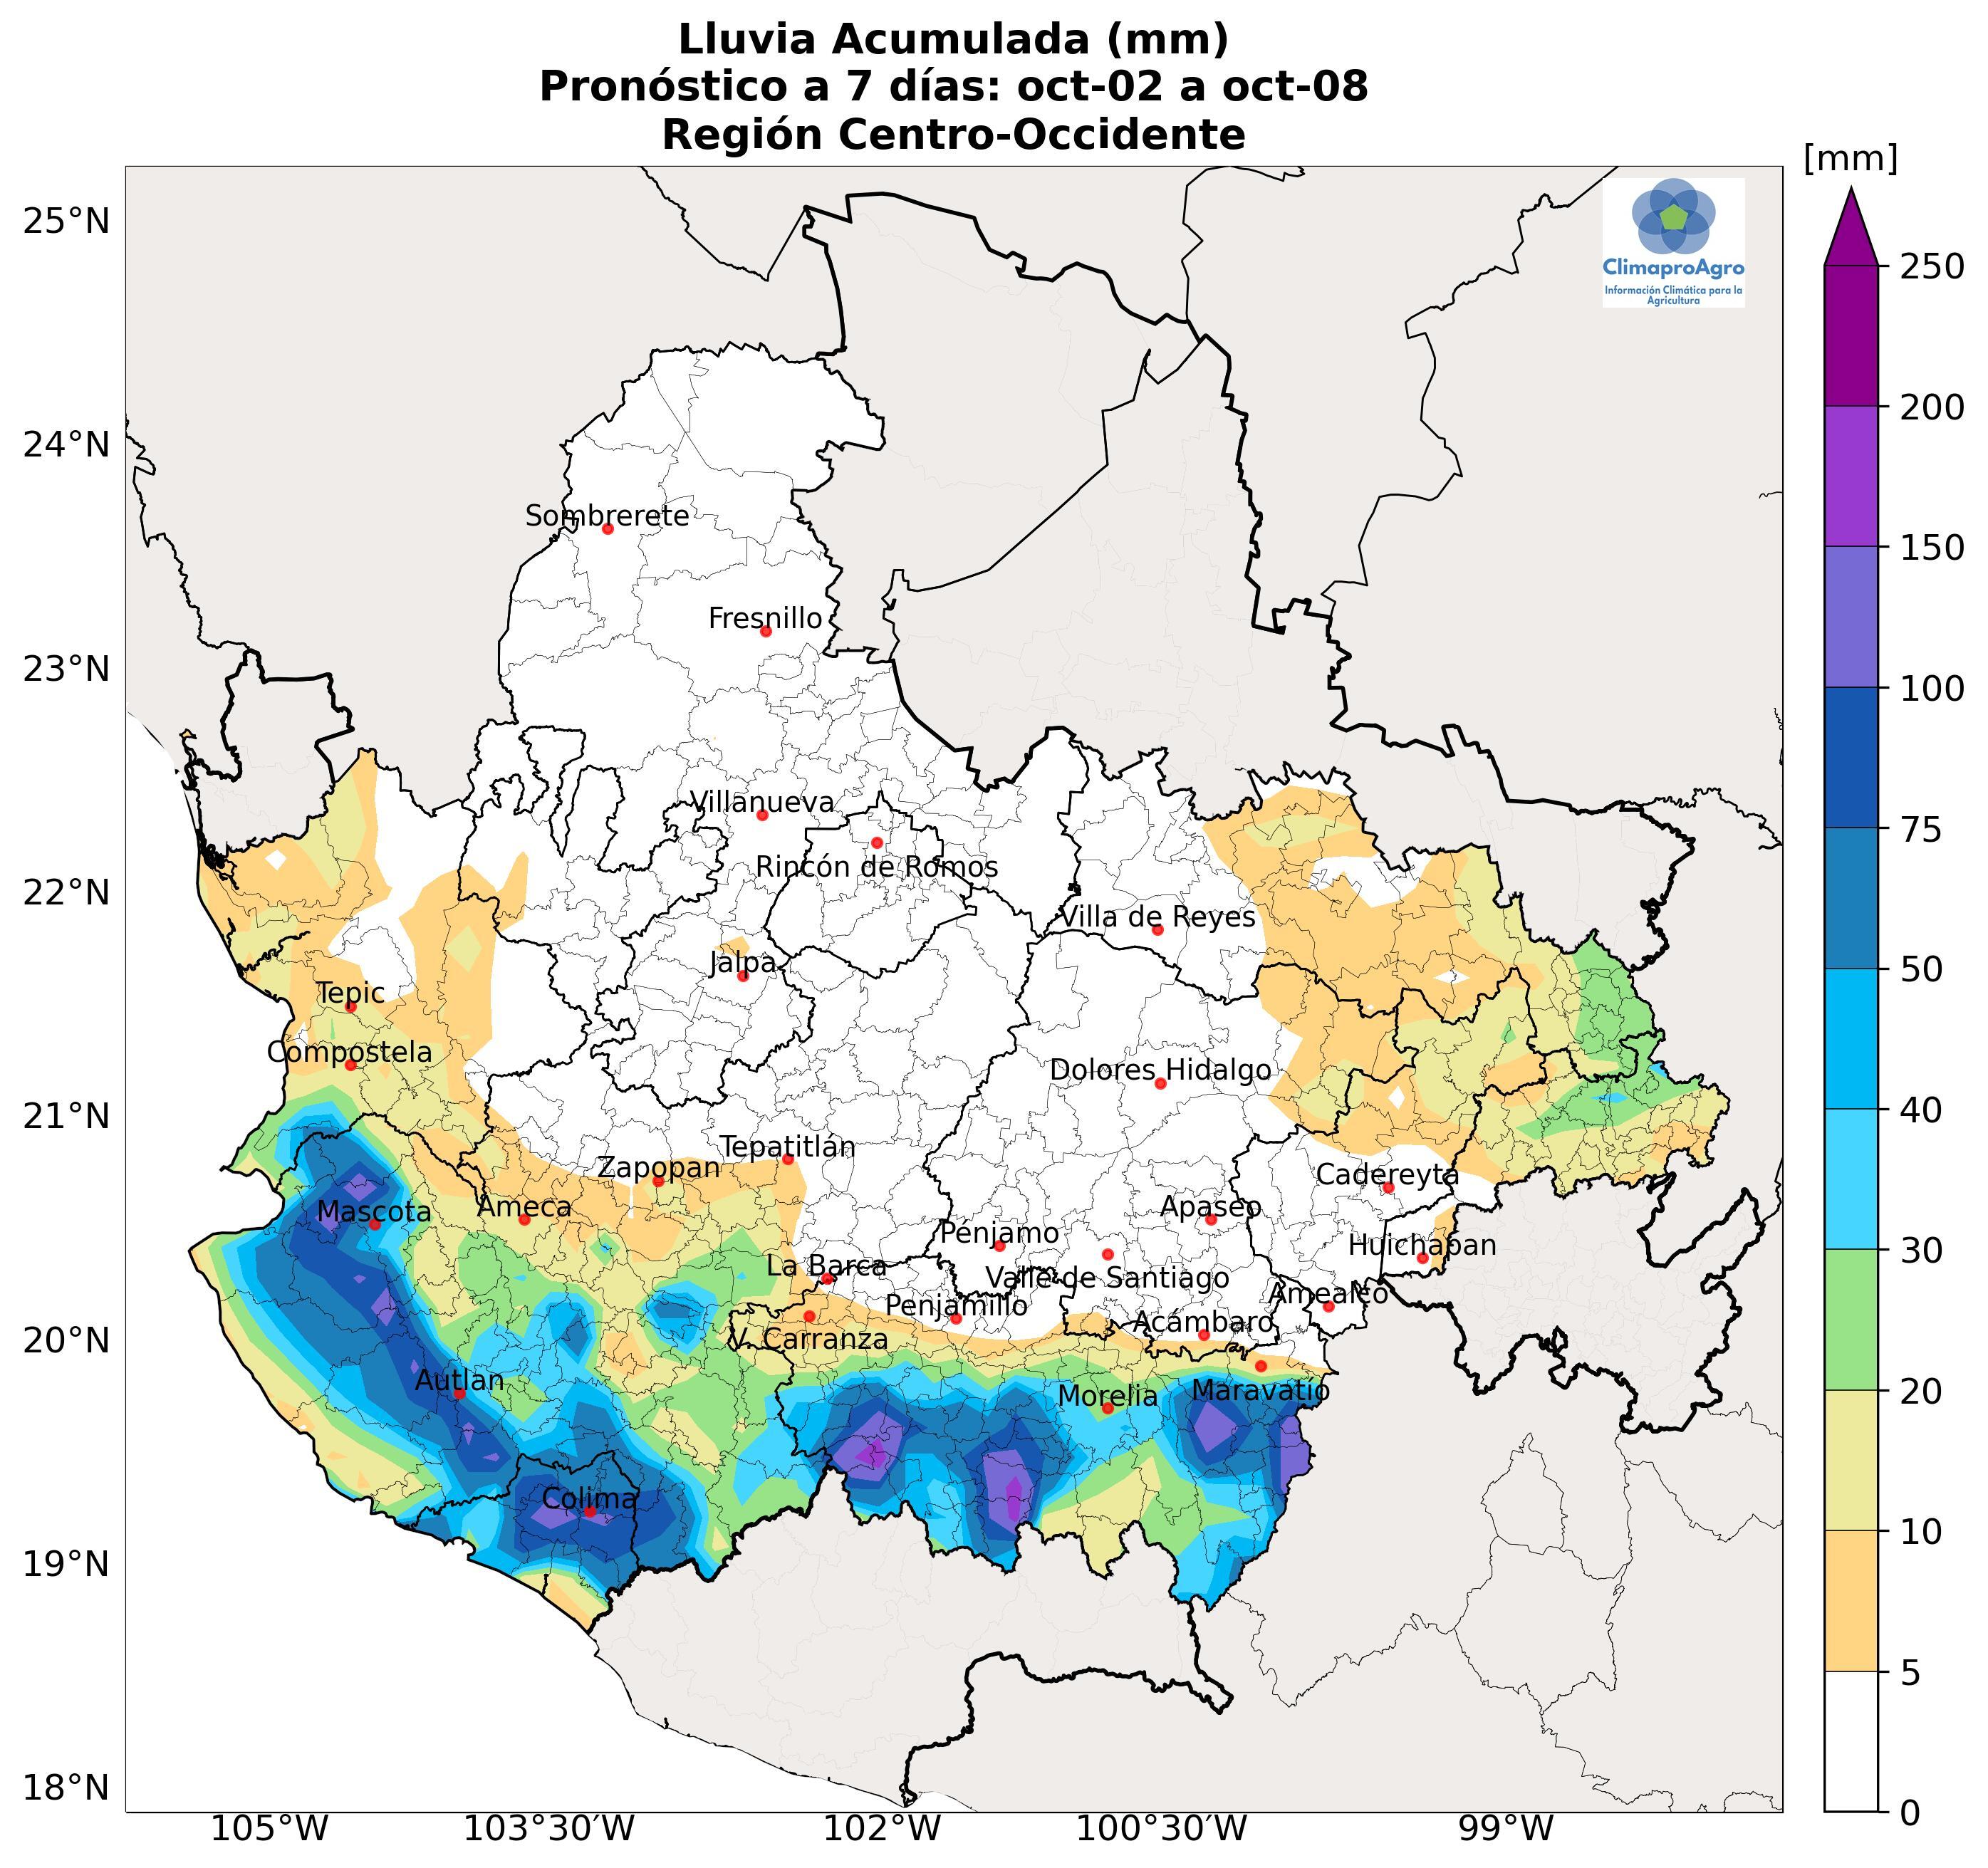 Lluvia Acumulada (mm)
Pronóstico a 7 días: oct-02 a oct-08
Región Centro-Occidente
[mm]
ClimaproAgro
Información Climática para la
Agricultura
25°N
24°N
23°N
22°N
21°N
20°N
19°N
18°N
250
200
150
100
75
50
40
30
20
10
5
0
Sombrerete
Fresnillo
Villanueva
Rincón de Romos
Villa de Reyes
Jalpa
Tepic
Compostela
Dolores Hidalgo
Tepatitlán
Zapopan
Cadereyta
Mascota
Ameca
Apaseo
Pénjamo
Huichapan
La Barca
Valle de Santiago
Amealco
Penjamillo
Acámbaro
V. Carranza
Autlán
Morelia
Maravatío
Colima
105°W
103°30'W
102°W
100°30'W
99°W